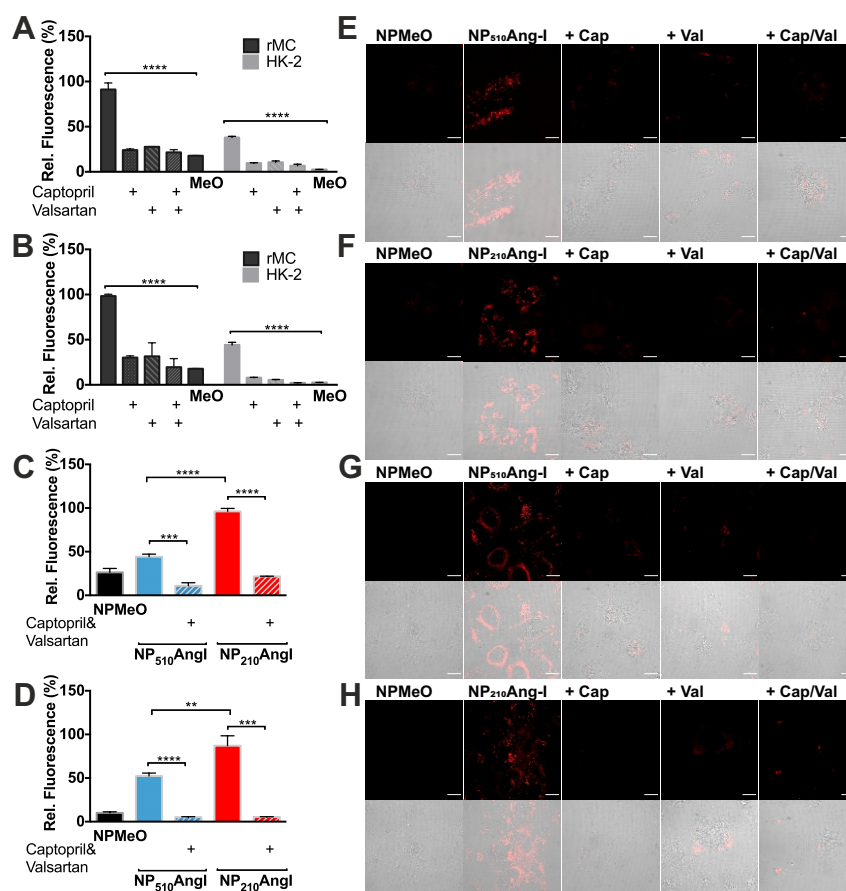 A
Rel. Fluorescence (%)
150
100
50
0
rMC
HK-2
****
****
MeO
MeO
Captopril + + + +
Valsartan + + + +
B
Rel. Fluorescence (%)
150
100
50
0
rMC
HK-2
****
****
MeO
MeO
Captopril + + + +
Valsartan + + + +
C
Rel. Fluorescence (%)
150
100
50
0
****
***
****
NPMeO
Captopril& + +
Valsartan
NP510AngI NP210AngI
D
Rel. Fluorescence (%)
150
100
50
0
**
****
***
NPMeO
Captopril& + +
Valsartan
NP510AngI NP210AngI
E
NPMeO NP510Ang-I + Cap + Val + Cap/Val
F
NPMeO NP210Ang-I + Cap + Val + Cap/Val
G
NPMeO NP510Ang-I + Cap + Val + Cap/Val
H
NPMeO NP210Ang-I + Cap + Val + Cap/Val